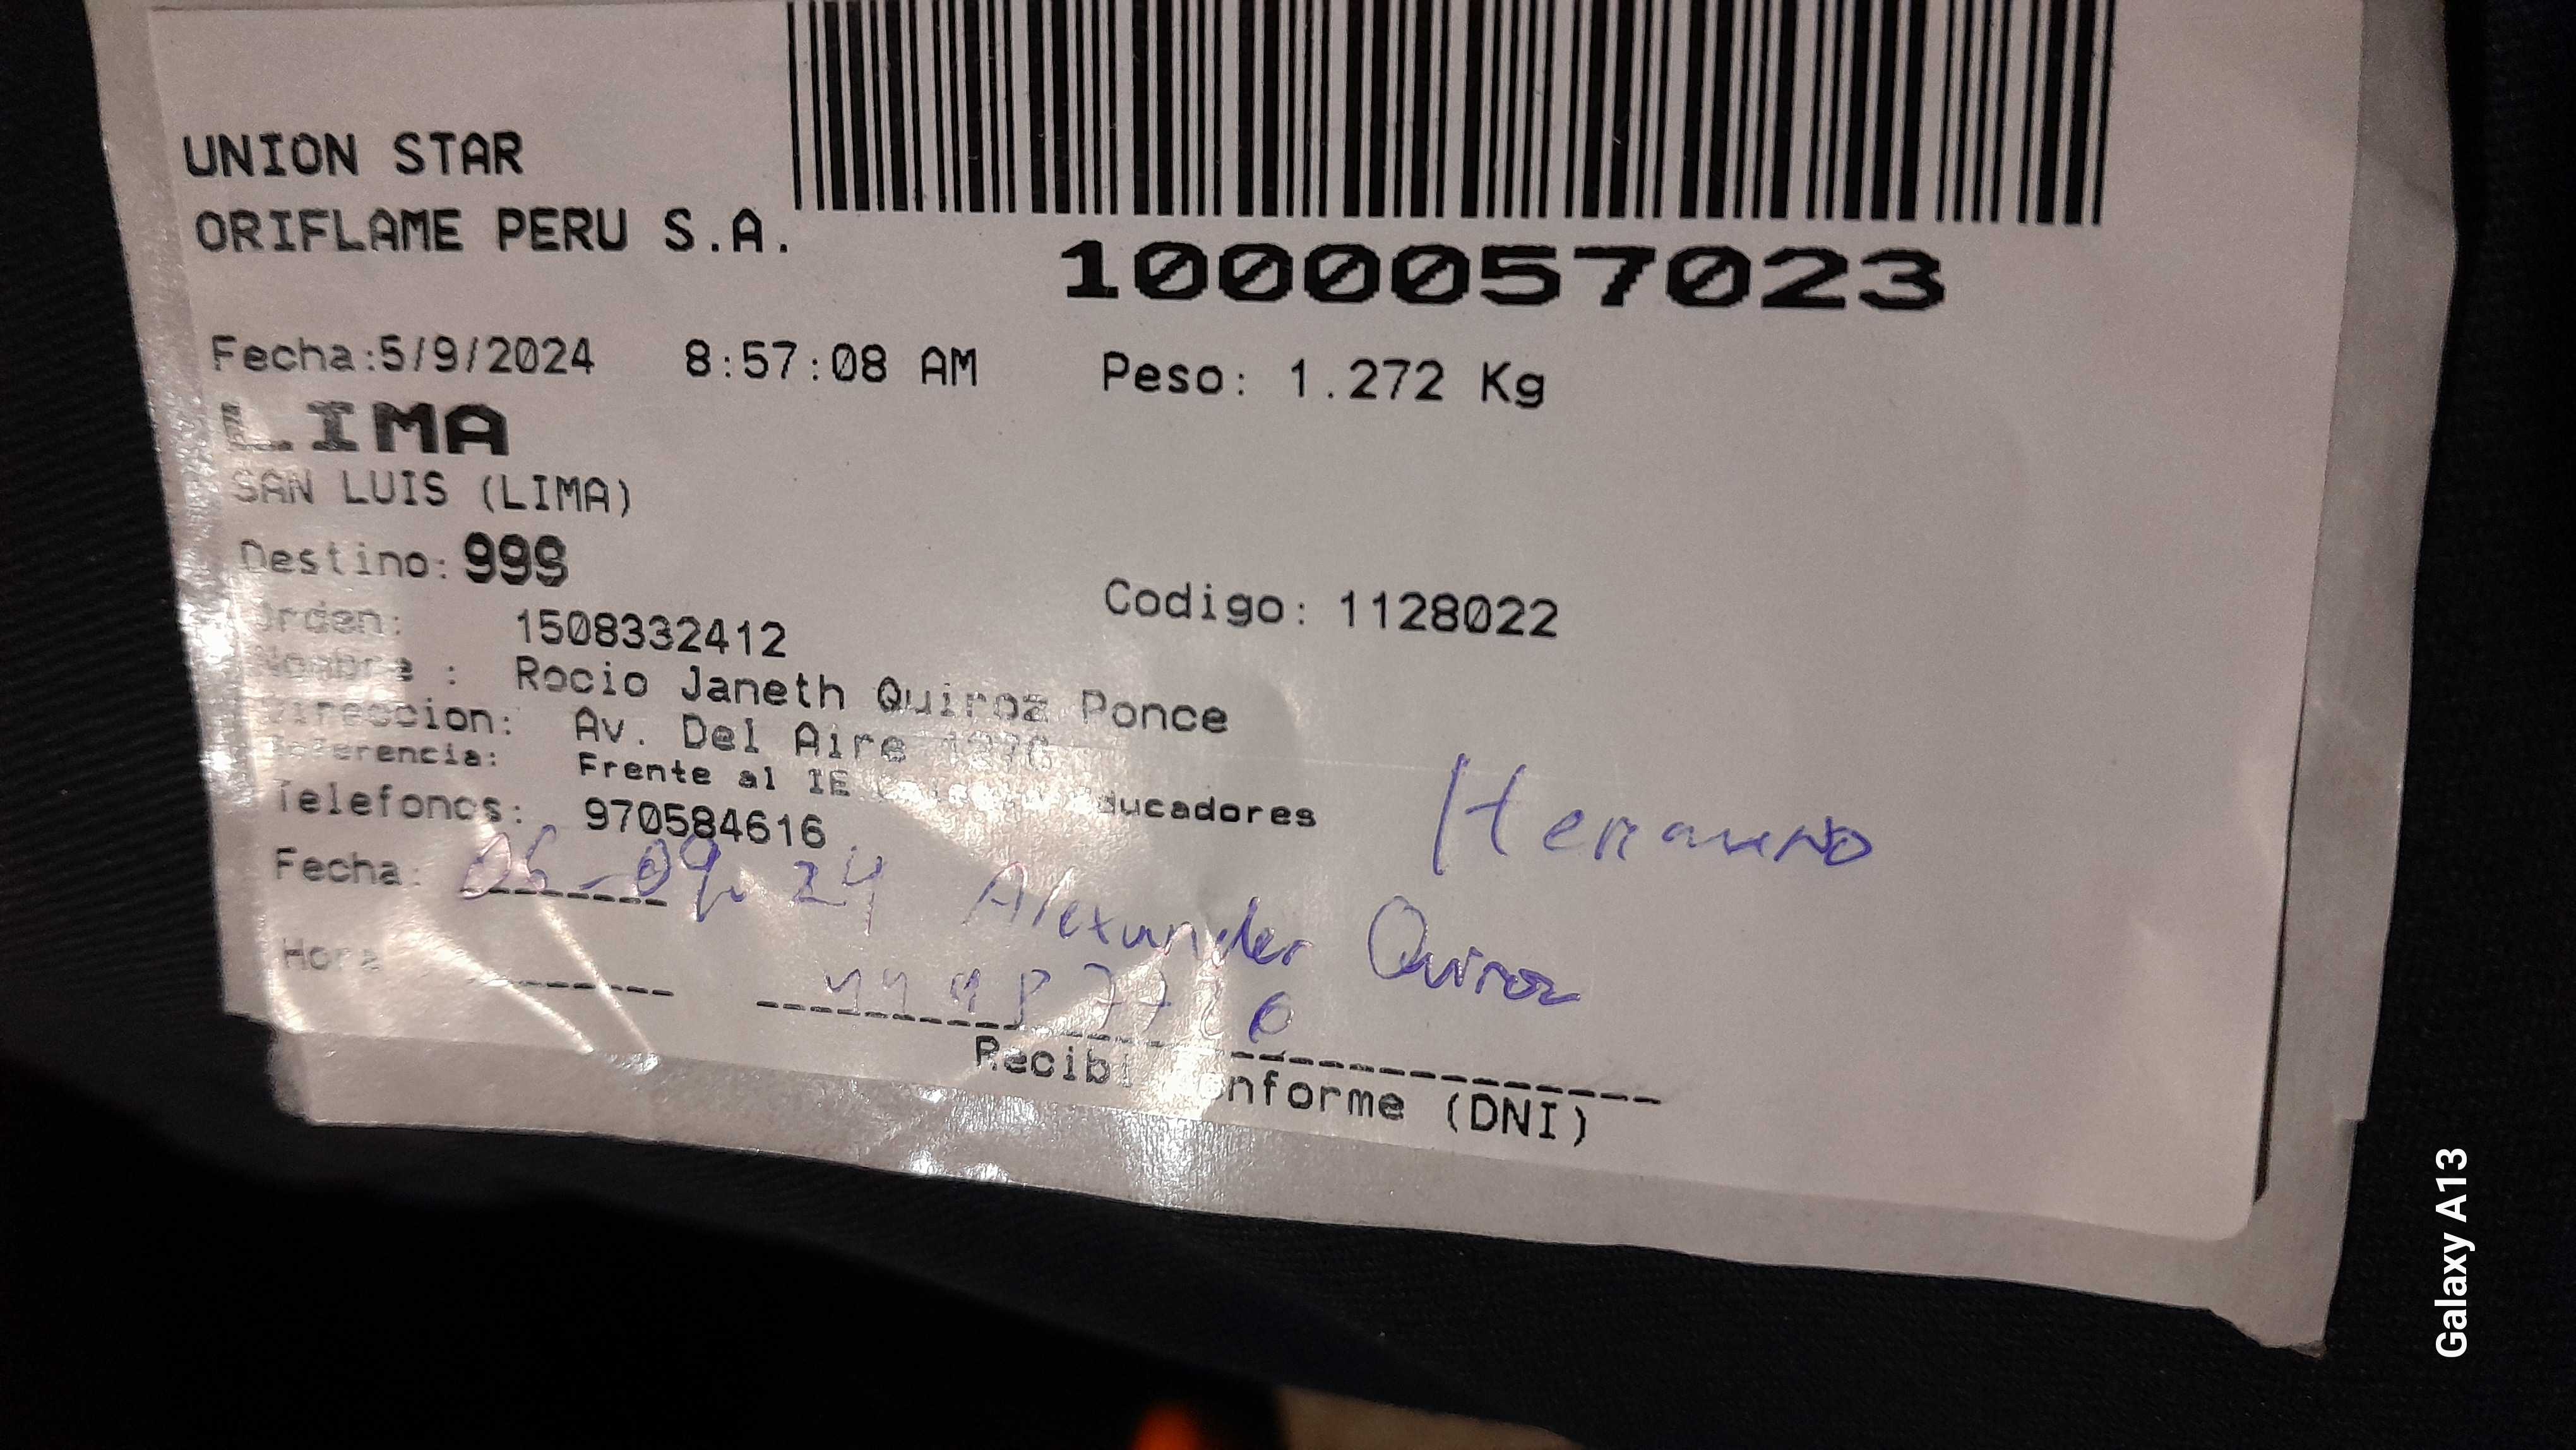 UNION STAR
ORIFLAME PERU S.A.
1000057023
Fecha:5/9/2024 8:57:08 AM Peso: 1.272 Kg
LIMA
SAN LUIS (LIMA)
Destino: 999
Codigo: 1128022
Orden: 1508332412
Nombre : Rocio Janeth Quiroz Ponce
Direccion: Av. Del Aire
Referencia: Frente al IE ducadores
Telefonos: 970584616
Hermano
Fecha: 06-09-24 Alexander Quiroz
Hora
Recibi onforme (DNI)
Galaxy A13